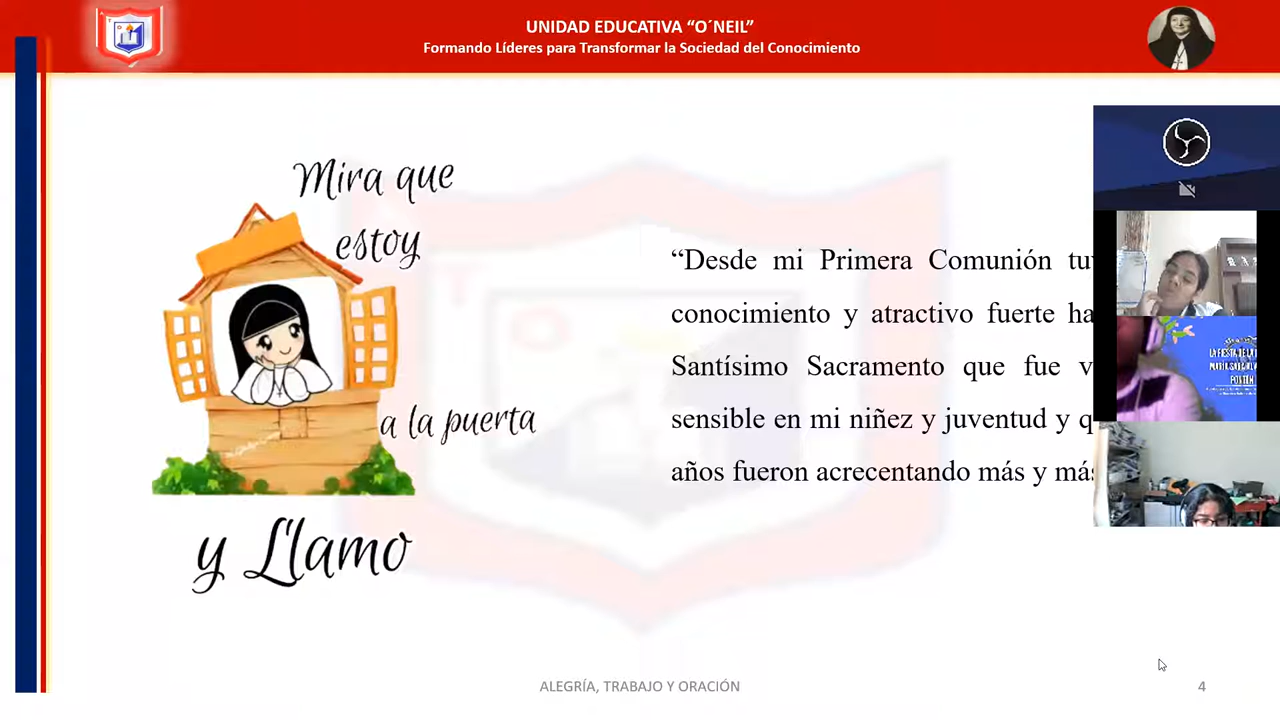 UNIDAD EDUCATIVA “O´NEIL”
Formando Líderes para Transformar la Sociedad del Conocimiento
Mira que
estoy
a la puerta
y Llamo
“Desde mi Primera Comunión
conocimiento y atractivo fuerte
Santísimo Sacramento que fue
sensible en mi niñez y juventud y
años fueron acrecentando más y más
ALEGRÍA, TRABAJO Y ORACIÓN
4